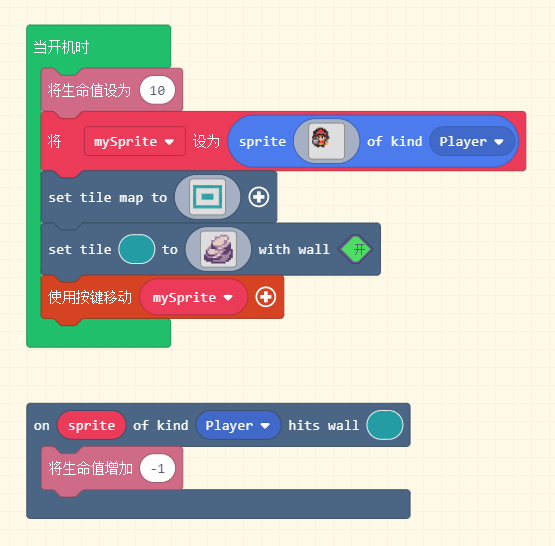 当开机时
将生命值设为 10
将 mySprite 设为 sprite of kind Player
set tile map to
set tile to with wall 开
使用按键移动 mySprite
on sprite of kind Player hits wall
将生命值增加 -1